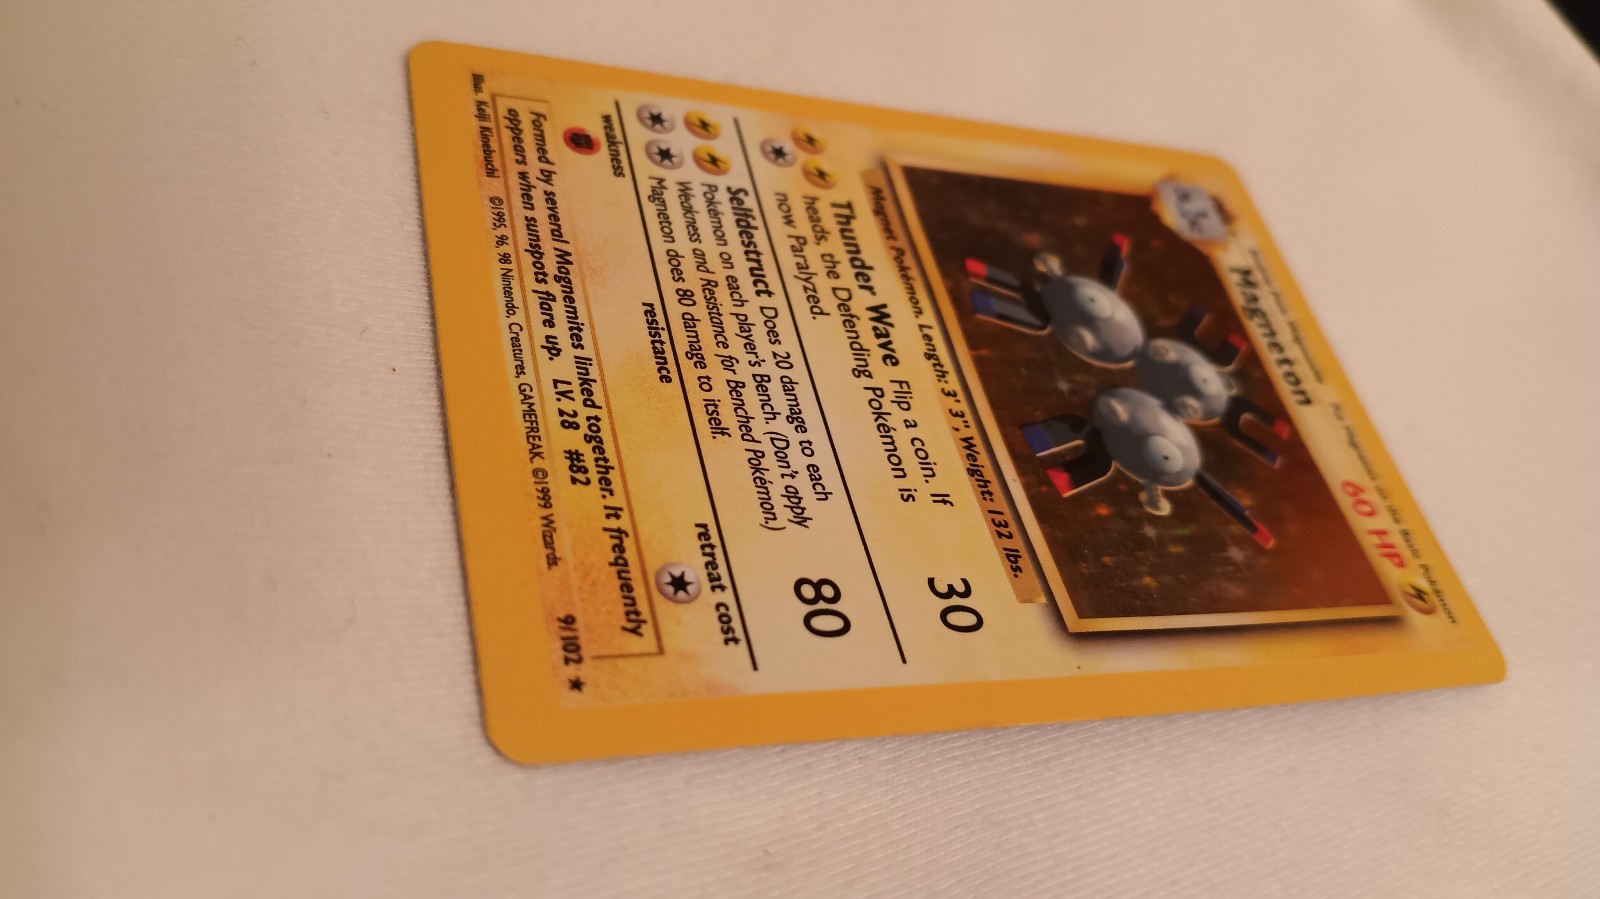 Magneton
60 HP
Magnet Pokémon. Length: 3' 3", Weight: 132 lbs.
Thunder Wave Flip a coin. If
heads, the Defending Pokémon is
now Paralyzed.
30
Selfdestruct Does 20 damage to each
Pokémon on each player's Bench. (Don't apply
Weakness and Resistance for Benched Pokémon.)
Magneton does 80 damage to itself.
80
weakness
resistance
retreat cost
Formed by several Magnemites linked together. It frequently
appears when sunspots flare up. LV. 28 #82
Illus. Keiji Kinebuchi ©1995, 96, 98 Nintendo, Creatures, GAMEFREAK. ©1999 Wizards. 9/102 ★